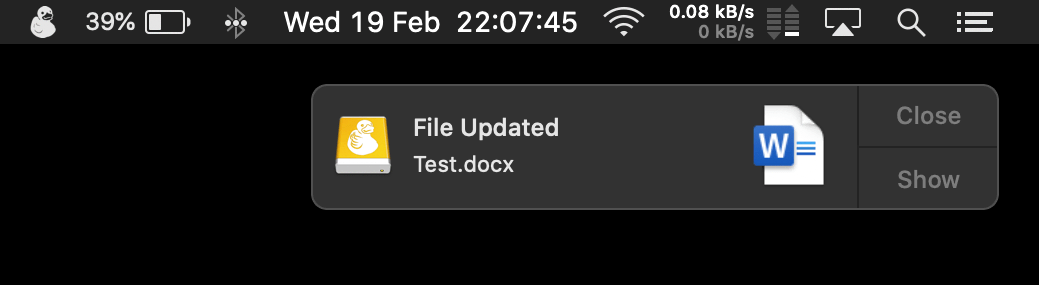 39% Wed 19 Feb 22:07:45 0.08 kB/s
0 kB/s
File Updated
Test.docx
W
Close
Show